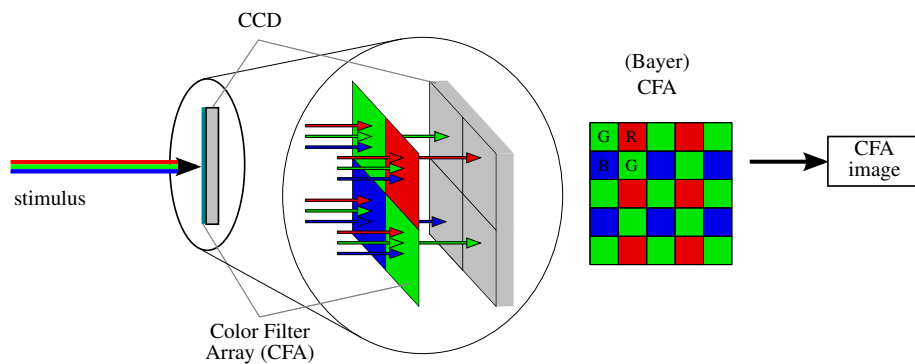 CCD
stimulus
Color Filter
Array (CFA)
(Bayer)
CFA
G R
B G
CFA
image